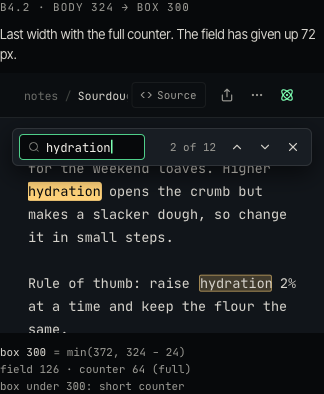 B4.2 · BODY 324 → BOX 300
Last width with the full counter. The field has given up 72
px.
notes / Sourdou <> Source
hydration 2 of 12
for the weekend loaves. Higher
hydration opens the crumb but
makes a slacker dough, so change
it in small steps.
Rule of thumb: raise hydration 2%
at a time and keep the flour the
same.
box 300 = min(372, 324 − 24)
field 126 · counter 64 (full)
box under 300: short counter